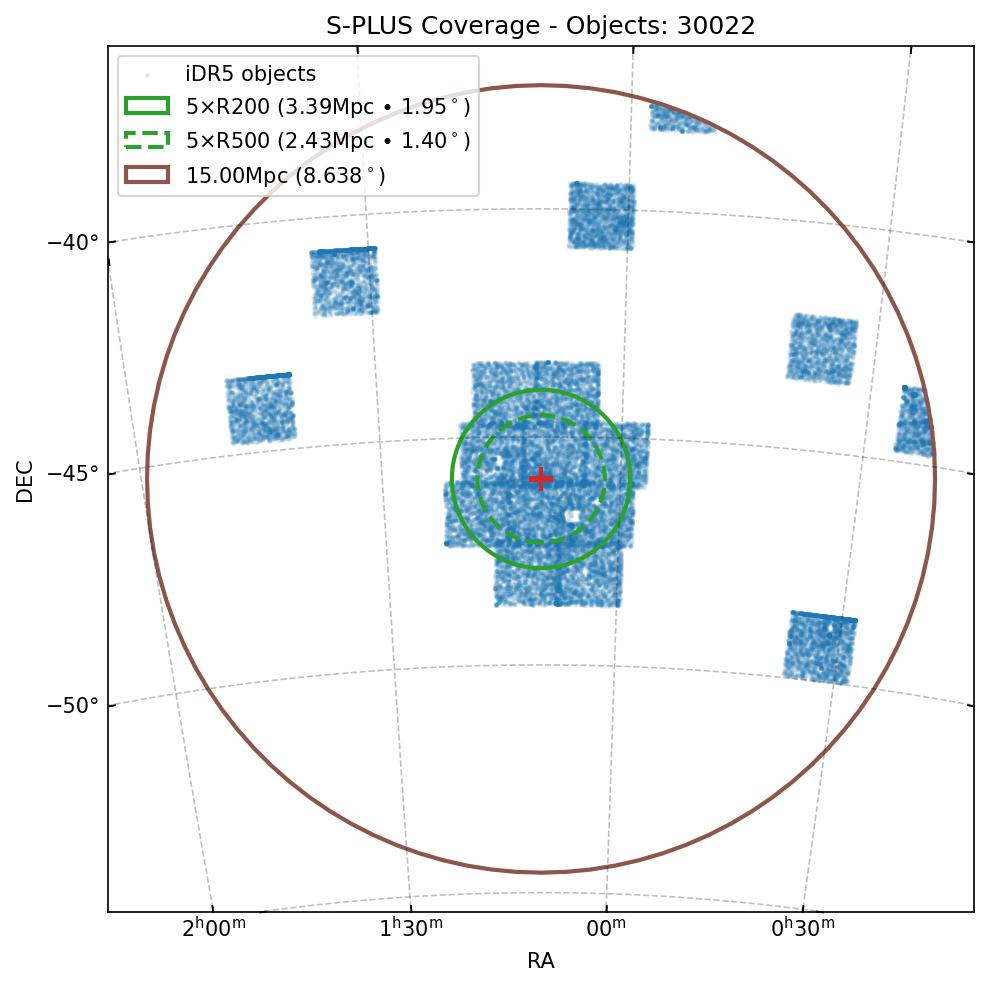 S-PLUS Coverage - Objects: 30022
iDR5 objects
5×R200 (3.39Mpc • 1.95°)
5×R500 (2.43Mpc • 1.40°)
15.00Mpc (8.638°)
−40°
−45°
−50°
DEC
2ʰ00ᵐ 1ʰ30ᵐ 00ᵐ 0ʰ30ᵐ
RA